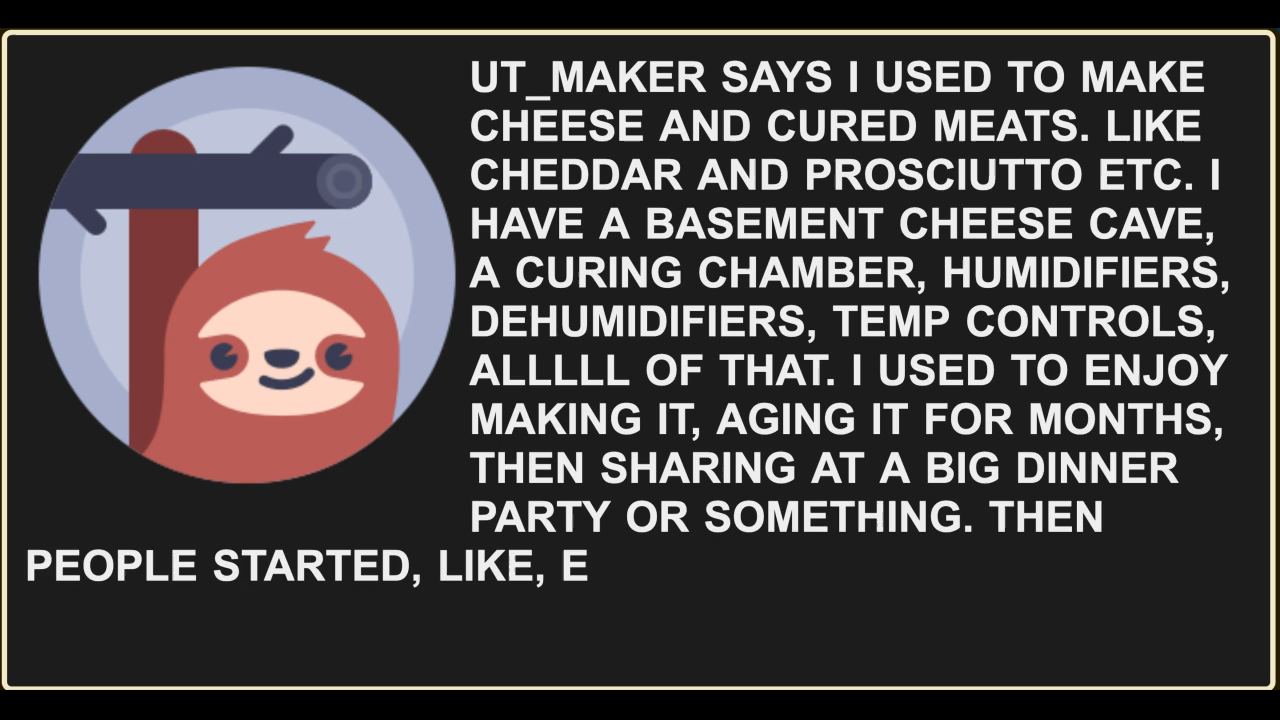 UT_MAKER SAYS I USED TO MAKE
CHEESE AND CURED MEATS. LIKE
CHEDDAR AND PROSCIUTTO ETC. I
HAVE A BASEMENT CHEESE CAVE,
A CURING CHAMBER, HUMIDIFIERS,
DEHUMIDIFIERS, TEMP CONTROLS,
ALLLLL OF THAT. I USED TO ENJOY
MAKING IT, AGING IT FOR MONTHS,
THEN SHARING AT A BIG DINNER
PARTY OR SOMETHING. THEN
PEOPLE STARTED, LIKE, E